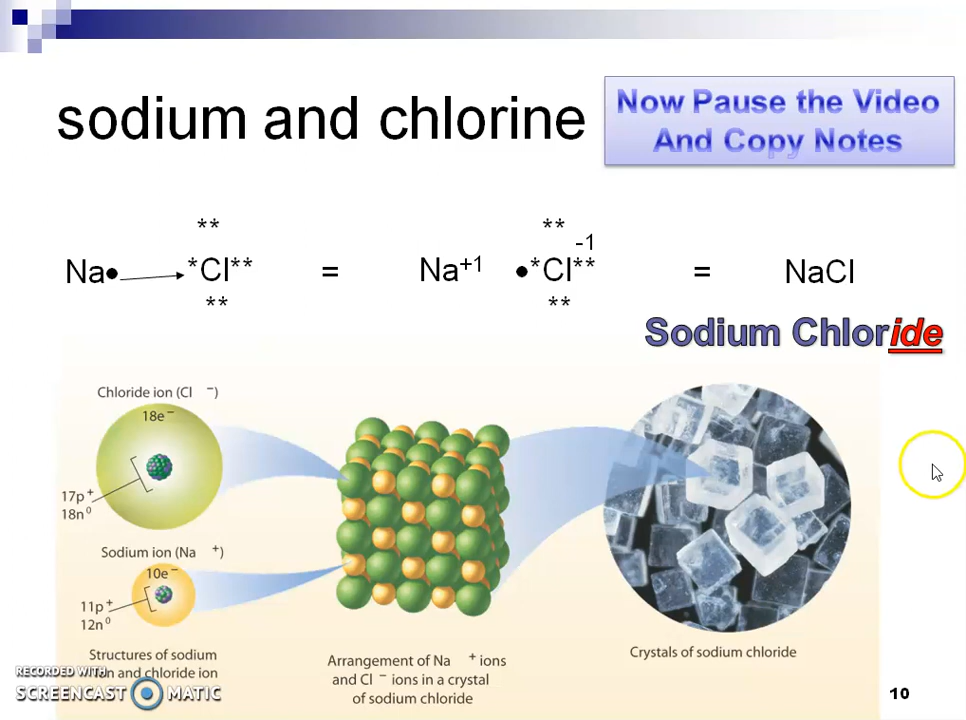 sodium and chlorine
Now Pause the Video
And Copy Notes
** **
-1
Na• *Cl** = Na+1 •*Cl** = NaCl
** **
Sodium Chloride
Chloride ion (Cl −)
18e−
17p+
18n0
Sodium ion (Na +)
10e−
11p+
12n0
Structures of sodium
ion and chloride ion
Arrangement of Na + ions
and Cl − ions in a crystal
of sodium chloride
Crystals of sodium chloride
RECORDED WITH
SCREENCAST MATIC
10